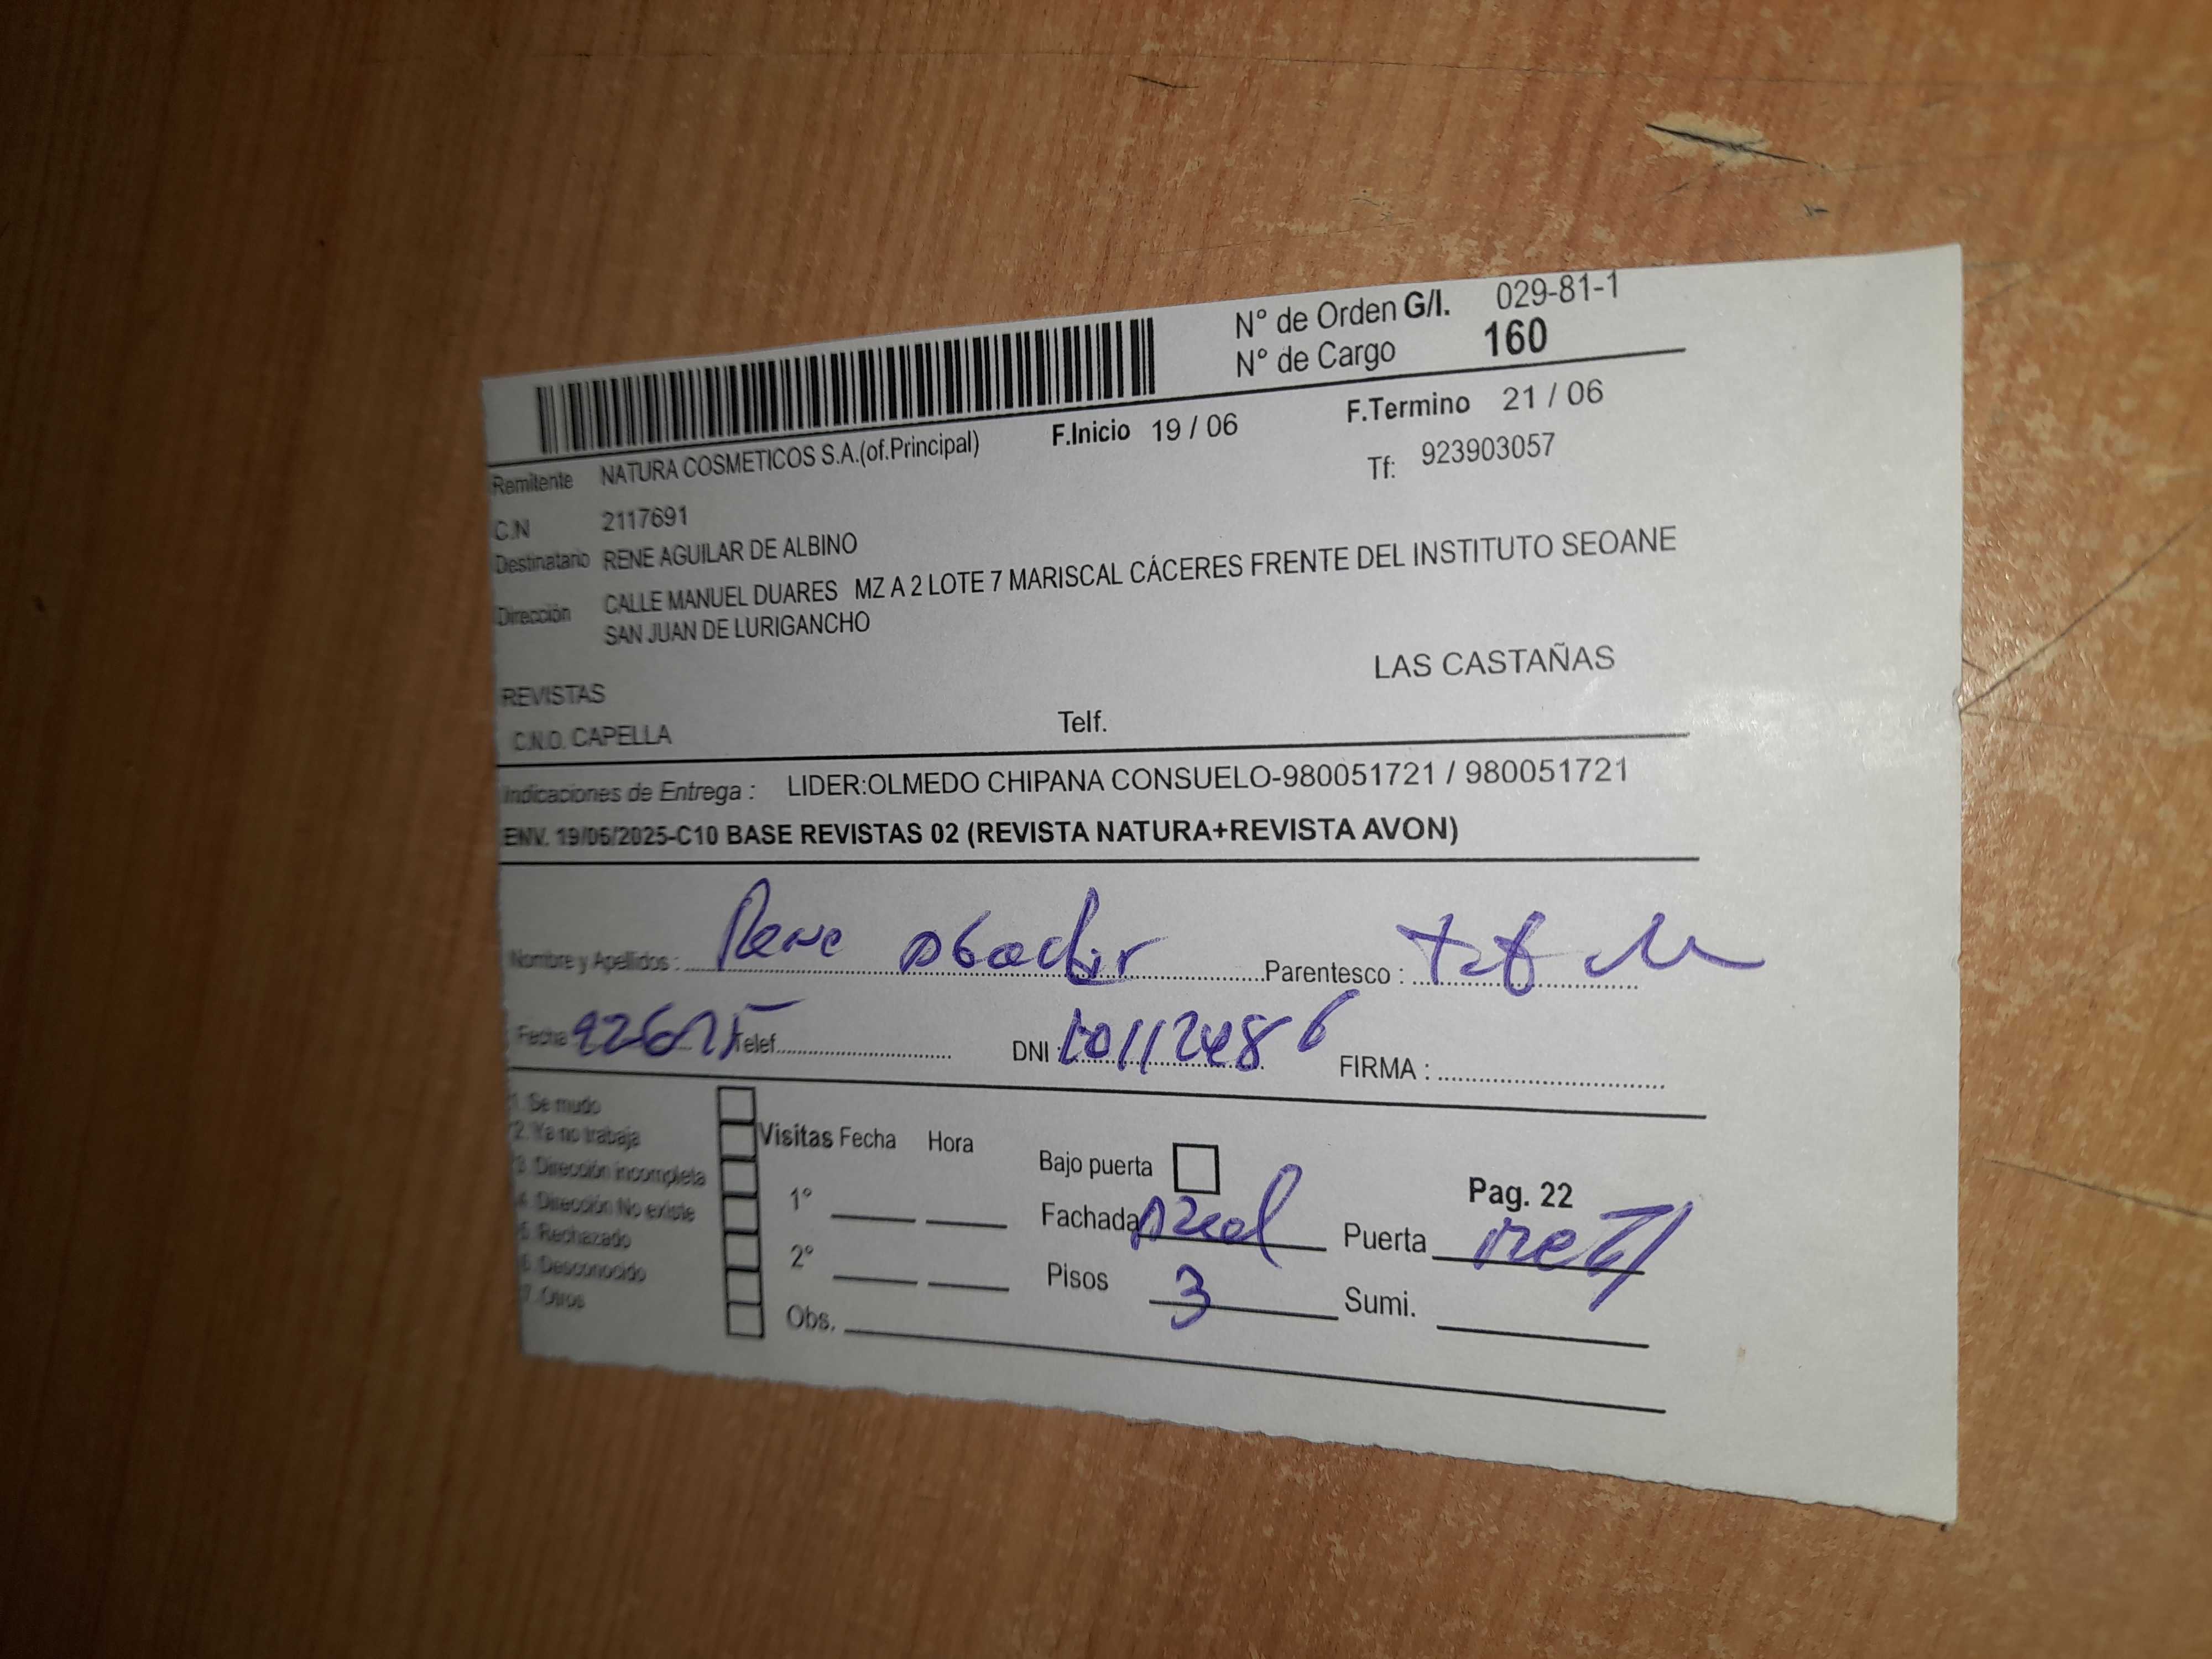 N° de Orden G/I. 029-81-1
N° de Cargo 160
F.Inicio 19 / 06 F.Termino 21 / 06
Remitente NATURA COSMETICOS S.A.(of.Principal) Tf: 923903057
C.N 2117691
Destinatario RENE AGUILAR DE ALBINO
Dirección CALLE MANUEL DUARES MZ A 2 LOTE 7 MARISCAL CÁCERES FRENTE DEL INSTITUTO SEOANE
SAN JUAN DE LURIGANCHO
LAS CASTAÑAS
REVISTAS
C.N.O. CAPELLA Telf.
Indicaciones de Entrega : LIDER:OLMEDO CHIPANA CONSUELO-980051721 / 980051721
ENV. 19/06/2025-C10 BASE REVISTAS 02 (REVISTA NATURA+REVISTA AVON)
Nombre y Apellidos : Rene Parentesco :
Fecha Telef. DNI FIRMA :
1. Se mudo
2. Ya no trabaja
3. Dirección incompleta
4. Dirección No existe
5. Rechazado
6. Desconocido
7. Otros
Visitas Fecha Hora
1°
2°
Obs.
Bajo puerta
Pag. 22
Fachada Puerta
Pisos 3 Sumi.